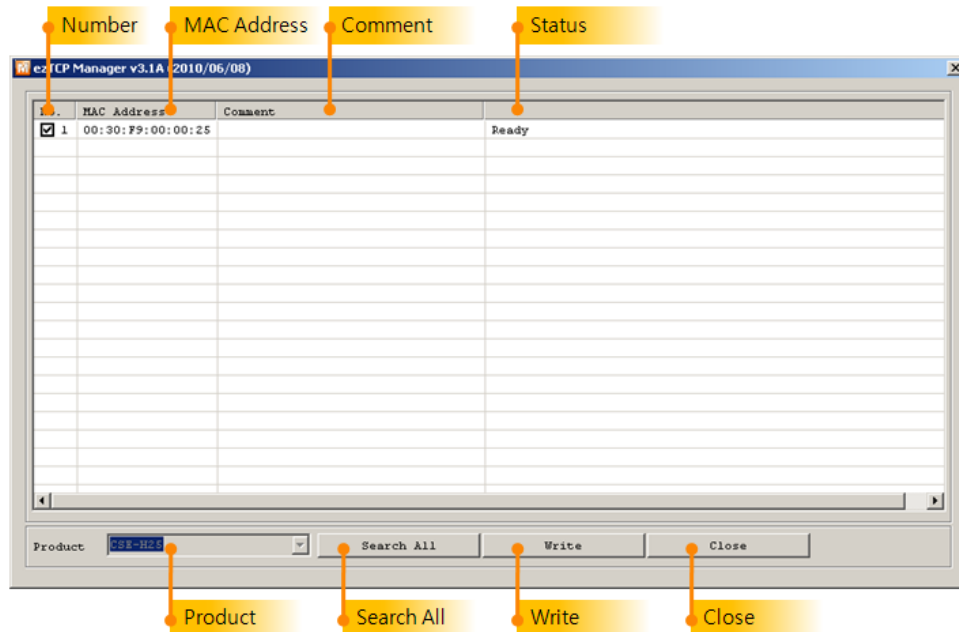 Number MAC Address Comment Status
ezTCP Manager v3.1A (2010/06/08)
No. MAC Address Comment
1 00:30:F9:00:00:25 Ready
Product CSE-H25 Search All Write Close
Product Search All Write Close